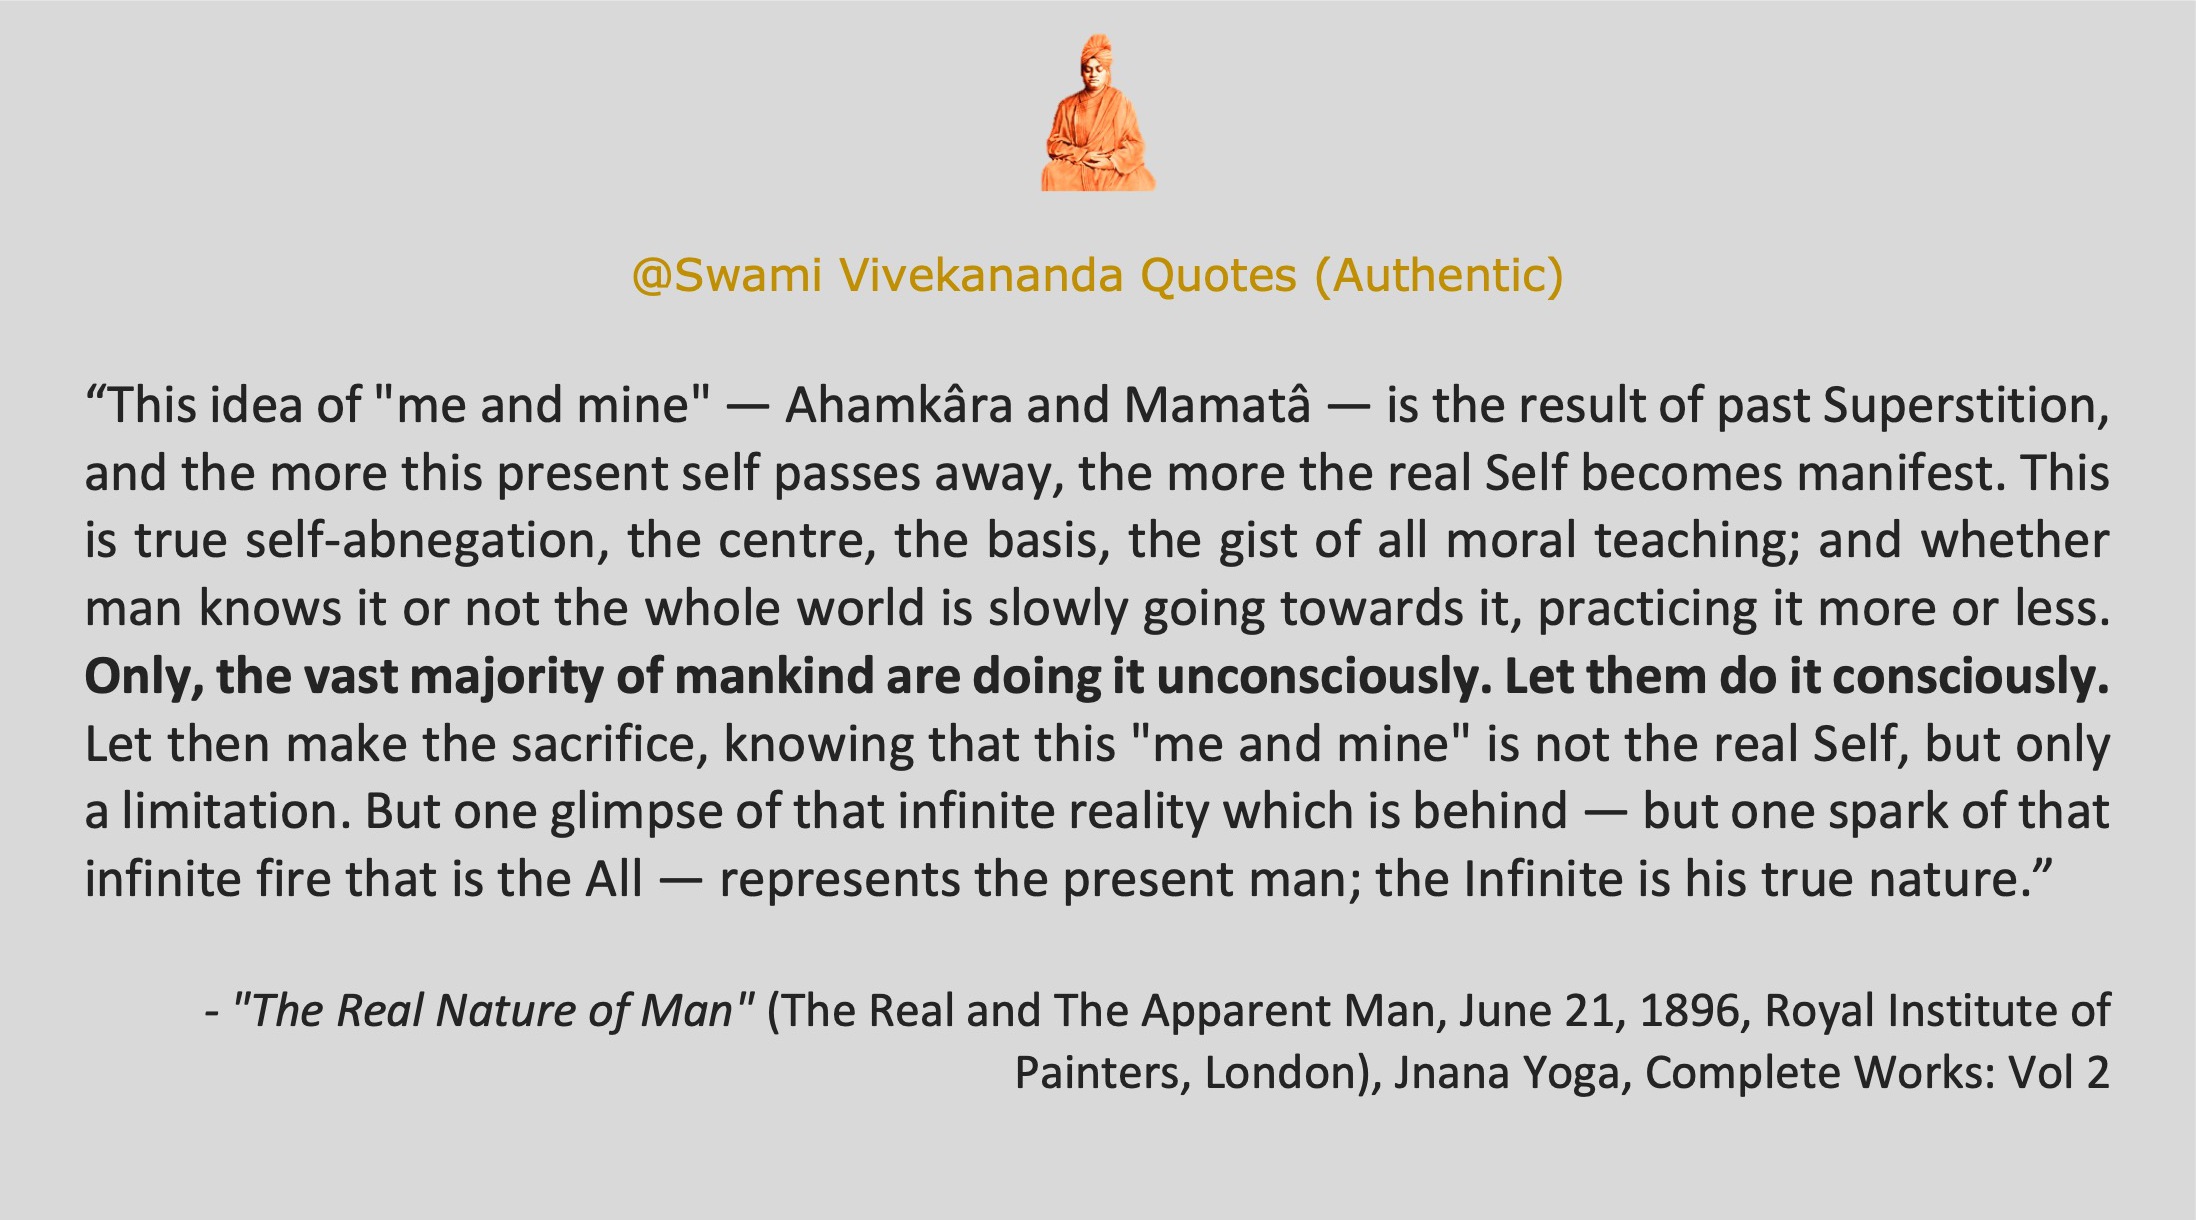 @Swami Vivekananda Quotes (Authentic)
“This idea of "me and mine" — Ahamkâra and Mamatâ — is the result of past Superstition,
and the more this present self passes away, the more the real Self becomes manifest. This
is true self-abnegation, the centre, the basis, the gist of all moral teaching; and whether
man knows it or not the whole world is slowly going towards it, practicing it more or less.
Only, the vast majority of mankind are doing it unconsciously. Let them do it consciously.
Let then make the sacrifice, knowing that this "me and mine" is not the real Self, but only
a limitation. But one glimpse of that infinite reality which is behind — but one spark of that
infinite fire that is the All — represents the present man; the Infinite is his true nature.”
- "The Real Nature of Man" (The Real and The Apparent Man, June 21, 1896, Royal Institute of
Painters, London), Jnana Yoga, Complete Works: Vol 2